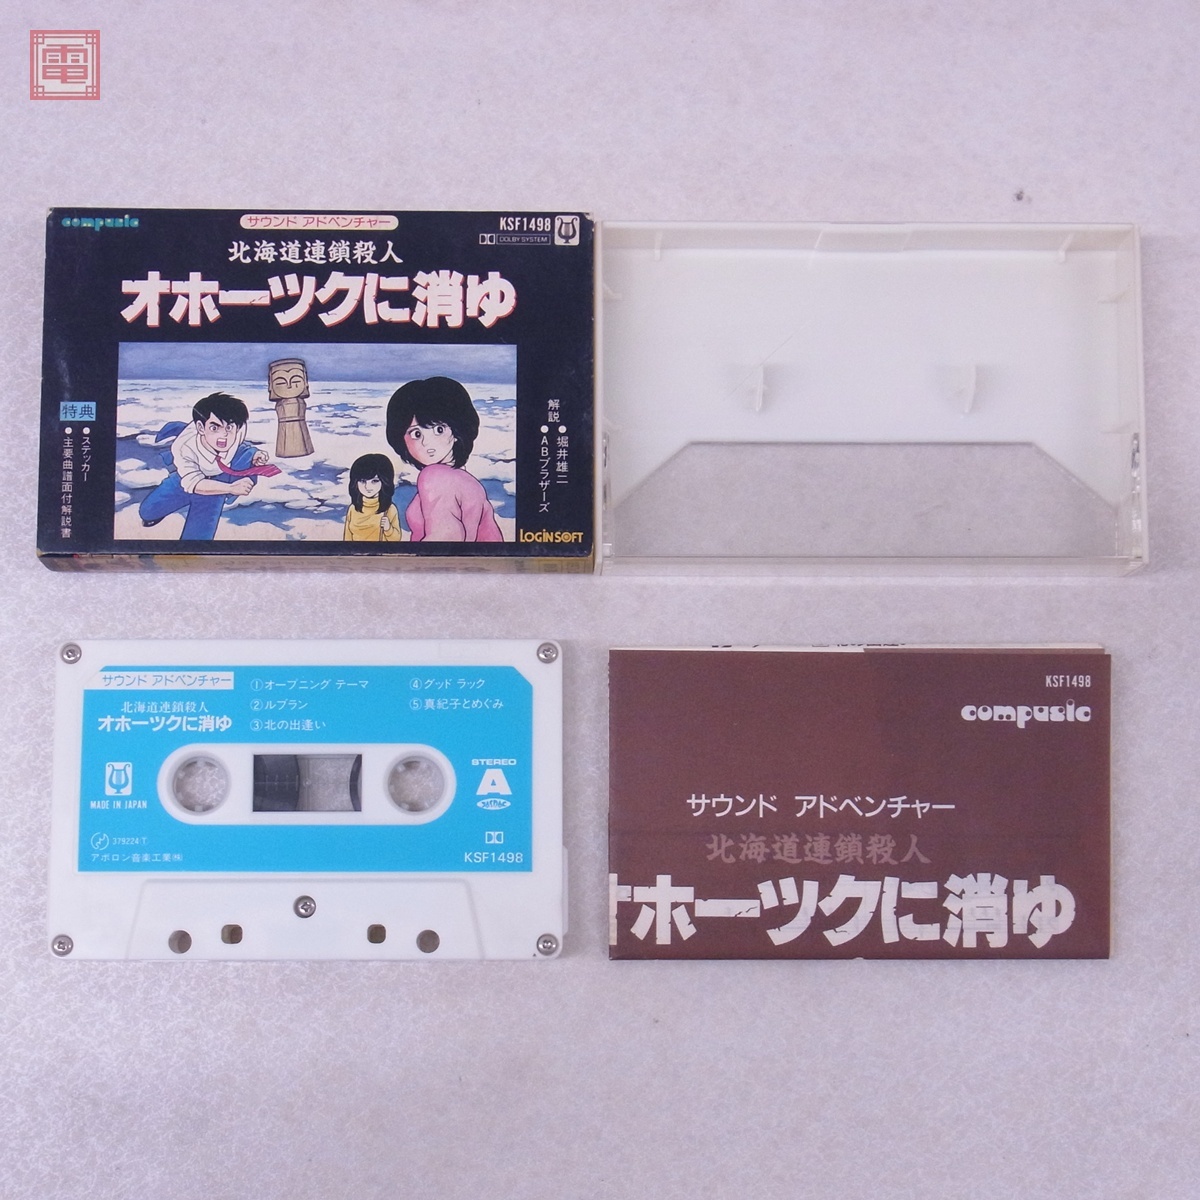 電
compusic
サウンド アドベンチャー
KSF1498
DOLBY SYSTEM
北海道連鎖殺人
オホーツクに消ゆ
特典
●ステッカー
●主要曲譜面付解説書
解説
●堀井雄二
●ABブラザーズ
LOGiN SOFT
サウンド アドベンチャー
北海道連鎖殺人
オホーツクに消ゆ
①オープニング テーマ
②ルブラン
③北の出逢い
④グッド ラック
⑤真紀子とめぐみ
MADE IN JAPAN
STEREO
A
379224Ⓣ
アポロン音楽工業㈱
KSF1498
KSF1498
compusic
サウンド アドベンチャー
北海道連鎖殺人
オホーツクに消ゆ